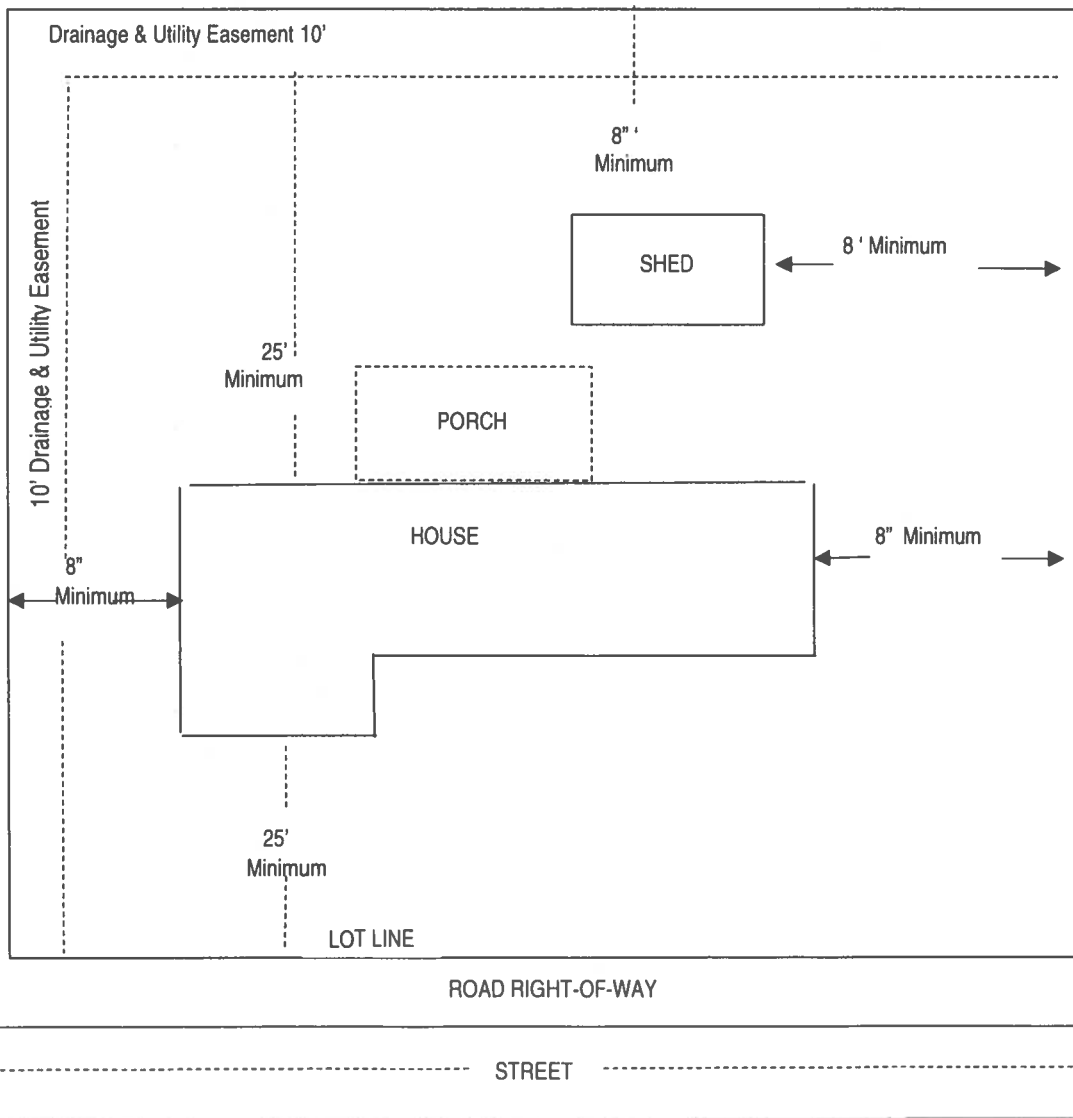 Drainage & Utility Easement 10'
8" '
Minimum
10' Drainage & Utility Easement
SHED
8 ' Minimum
25'
Minimum
PORCH
HOUSE
8" Minimum
8"
Minimum
25'
Minimum
LOT LINE
ROAD RIGHT-OF-WAY
STREET